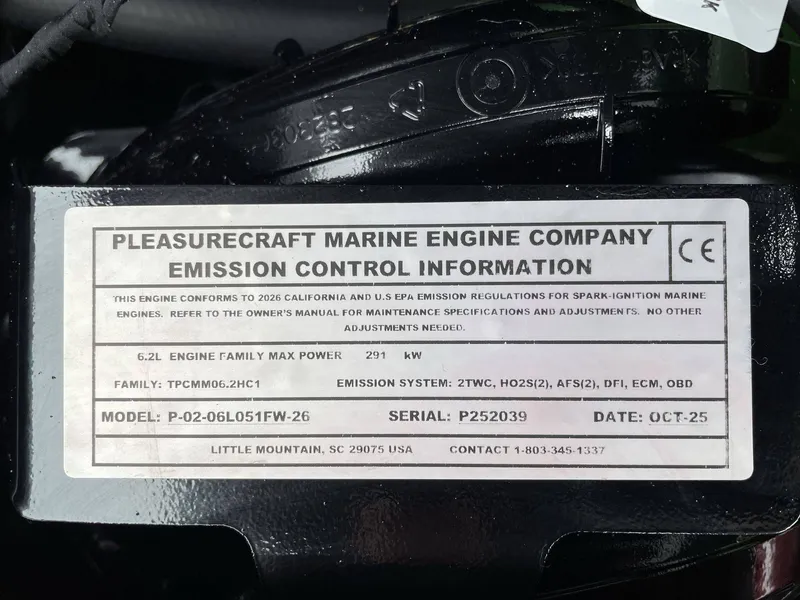 PLEASURECRAFT MARINE ENGINE COMPANY
EMISSION CONTROL INFORMATION
CE
THIS ENGINE CONFORMS TO 2026 CALIFORNIA AND U.S EPA EMISSION REGULATIONS FOR SPARK-IGNITION MARINE
ENGINES. REFER TO THE OWNER'S MANUAL FOR MAINTENANCE SPECIFICATIONS AND ADJUSTMENTS. NO OTHER
ADJUSTMENTS NEEDED.
6.2L ENGINE FAMILY MAX POWER 291 kW
FAMILY: TPCMM06.2HC1 EMISSION SYSTEM: 2TWC, HO2S(2), AFS(2), DFI, ECM, OBD
MODEL: P-02-06L051FW-26 SERIAL: P252039 DATE: OCT-25
LITTLE MOUNTAIN, SC 29075 USA CONTACT 1-803-345-1337